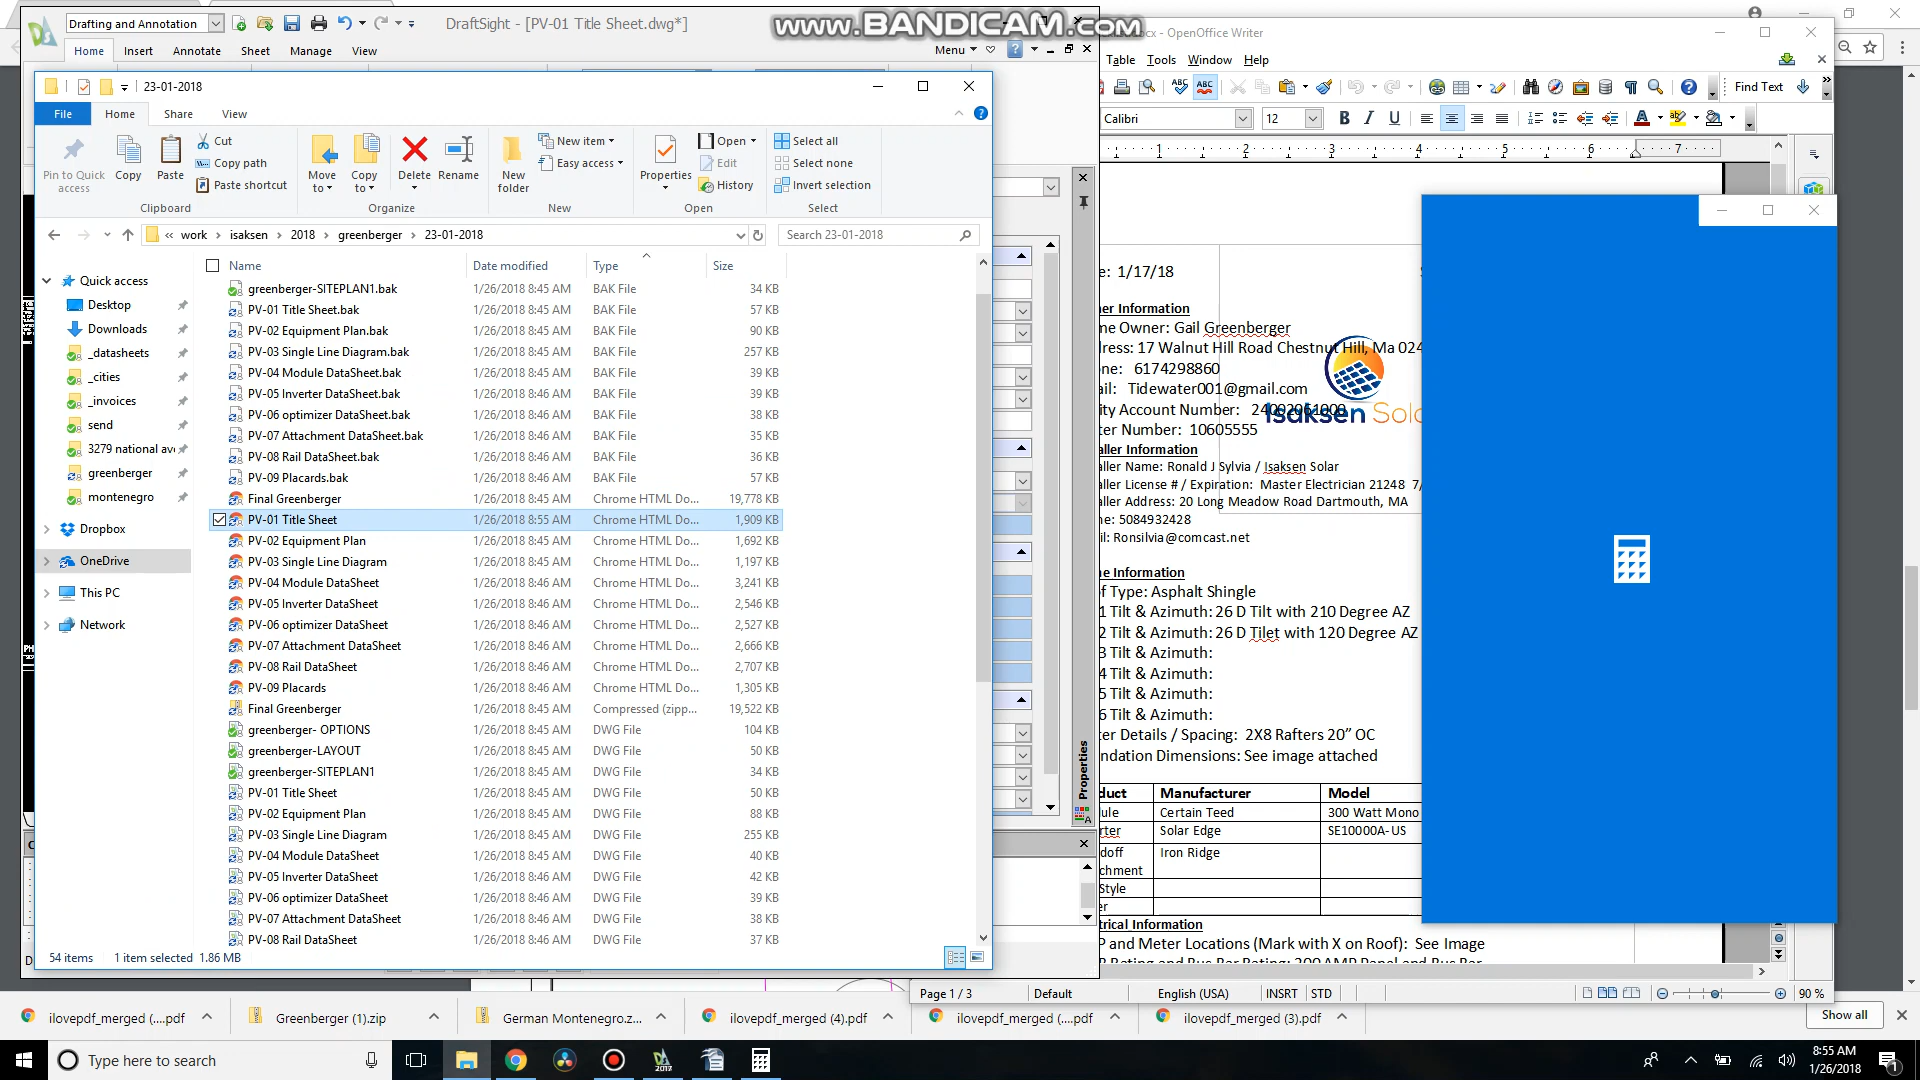 Drawing and Annotation
DraftSight - [PV-01 Title Sheet.dwg*]
www.BANDICAM.com
Home Insert Annotate Sheet Manage View
Menu
23-01-2018
File Home Share View
Pin to Quick access
Copy
Paste
Cut
Copy path
Paste shortcut
Clipboard
Move to
Copy to
Delete
Rename
Organize
New folder
New item
Easy access
New
Properties
Open
Edit
History
Open
Select all
Select none
Invert selection
Select
« work › isaksen › 2018 › greenberger › 23-01-2018
Search 23-01-2018
Quick access
Desktop
Downloads
_datasheets
_cities
_invoices
send
3279 national av
greenberger
montenegro
Dropbox
OneDrive
This PC
Network
Name Date modified Type Size
greenberger-SITEPLAN1.bak 1/26/2018 8:45 AM BAK File 34 KB
PV-01 Title Sheet.bak 1/26/2018 8:45 AM BAK File 57 KB
PV-02 Equipment Plan.bak 1/26/2018 8:45 AM BAK File 90 KB
PV-03 Single Line Diagram.bak 1/26/2018 8:45 AM BAK File 257 KB
PV-04 Module DataSheet.bak 1/26/2018 8:45 AM BAK File 39 KB
PV-05 Inverter DataSheet.bak 1/26/2018 8:45 AM BAK File 39 KB
PV-06 optimizer DataSheet.bak 1/26/2018 8:45 AM BAK File 38 KB
PV-07 Attachment DataSheet.bak 1/26/2018 8:45 AM BAK File 35 KB
PV-08 Rail DataSheet.bak 1/26/2018 8:45 AM BAK File 36 KB
PV-09 Placards.bak 1/26/2018 8:45 AM BAK File 57 KB
Final Greenberger 1/26/2018 8:45 AM Chrome HTML Do... 19,778 KB
PV-01 Title Sheet 1/26/2018 8:55 AM Chrome HTML Do... 1,909 KB
PV-02 Equipment Plan 1/26/2018 8:45 AM Chrome HTML Do... 1,692 KB
PV-03 Single Line Diagram 1/26/2018 8:45 AM Chrome HTML Do... 1,197 KB
PV-04 Module DataSheet 1/26/2018 8:46 AM Chrome HTML Do... 3,241 KB
PV-05 Inverter DataSheet 1/26/2018 8:46 AM Chrome HTML Do... 2,546 KB
PV-06 optimizer DataSheet 1/26/2018 8:46 AM Chrome HTML Do... 2,527 KB
PV-07 Attachment DataSheet 1/26/2018 8:46 AM Chrome HTML Do... 2,666 KB
PV-08 Rail DataSheet 1/26/2018 8:46 AM Chrome HTML Do... 2,707 KB
PV-09 Placards 1/26/2018 8:46 AM Chrome HTML Do... 1,305 KB
Final Greenberger 1/26/2018 8:46 AM Compressed (zipp... 19,522 KB
greenberger- OPTIONS 1/26/2018 8:45 AM DWG File 104 KB
greenberger-LAYOUT 1/26/2018 8:45 AM DWG File 50 KB
greenberger-SITEPLAN1 1/26/2018 8:45 AM DWG File 34 KB
PV-01 Title Sheet 1/26/2018 8:45 AM DWG File 50 KB
PV-02 Equipment Plan 1/26/2018 8:45 AM DWG File 88 KB
PV-03 Single Line Diagram 1/26/2018 8:45 AM DWG File 255 KB
PV-04 Module DataSheet 1/26/2018 8:45 AM DWG File 40 KB
PV-05 Inverter DataSheet 1/26/2018 8:45 AM DWG File 42 KB
PV-06 optimizer DataSheet 1/26/2018 8:46 AM DWG File 39 KB
PV-07 Attachment DataSheet 1/26/2018 8:46 AM DWG File 38 KB
PV-08 Rail DataSheet 1/26/2018 8:46 AM DWG File 37 KB
54 items 1 item selected 1.86 MB
Properties
cx - OpenOffice Writer
Table Tools Window Help
Find Text
Calibri 12 B I U
1 2 3 4 5 6 7
e: 1/17/18
er Information
me Owner: Gail Greenberger
ress: 17 Walnut Hill Road Chestnut Hill, Ma 024
ne: 6174298860
ail: Tidewater001@gmail.com
ity Account Number: 24002061000
ter Number: 10605555
Isaksen Sol
aller Information
aller Name: Ronald J Sylvia / Isaksen Solar
aller License # / Expiration: Master Electrician 21248 7/
aller Address: 20 Long Meadow Road Dartmouth, MA
ne: 5084932428
il: Ronsilvia@comcast.net
e Information
f Type: Asphalt Shingle
1 Tilt & Azimuth: 26 D Tilt with 210 Degree AZ
2 Tilt & Azimuth: 26 D Tilet with 120 Degree AZ
3 Tilt & Azimuth:
4 Tilt & Azimuth:
5 Tilt & Azimuth:
6 Tilt & Azimuth:
ter Details / Spacing: 2X8 Rafters 20” OC
ndation Dimensions: See image attached
duct Manufacturer Model
ule Certain Teed 300 Watt Mono
rter Solar Edge SE10000A-US
doff Iron Ridge
chment
Style
er
trical Information
P and Meter Locations (Mark with X on Roof): See Image
Page 1 / 3 Default English (USA) INSRT STD 90 %
ilovepdf_merged (....pdf
Greenberger (1).zip
German Montenegro.z...
ilovepdf_merged (4).pdf
ilovepdf_merged (....pdf
ilovepdf_merged (3).pdf
Show all
Type here to search
8:55 AM
1/26/2018